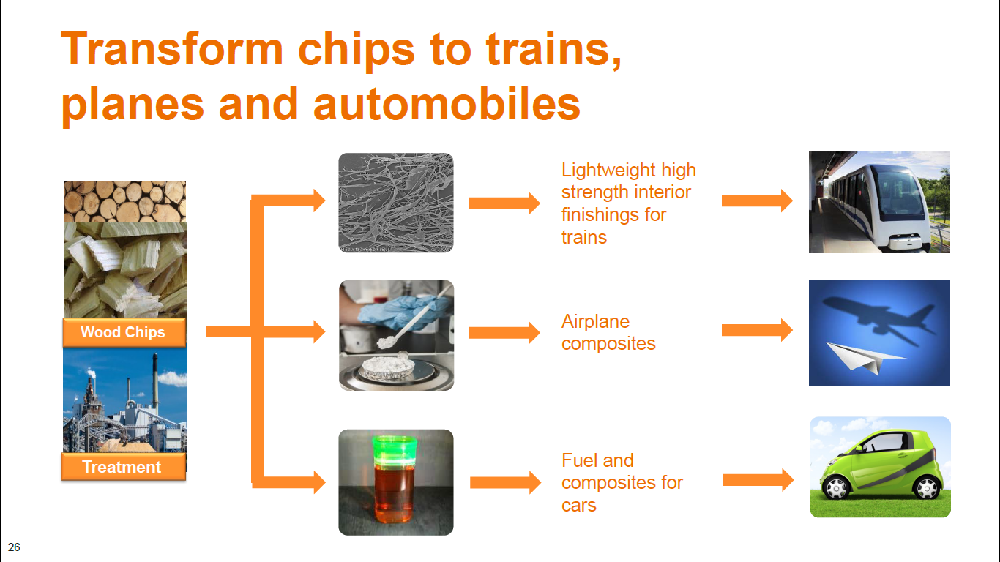 Transform chips to trains,
planes and automobiles
Wood Chips
Treatment
Lightweight high
strength interior
finishings for
trains
Airplane
composites
Fuel and
composites for
cars
26